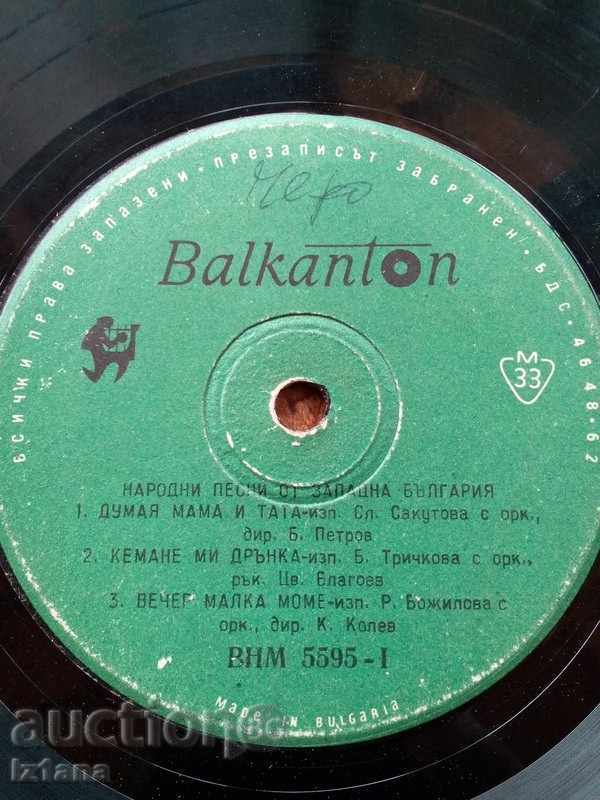 ВСИЧКИ ПРАВА ЗАПАЗЕНИ · ПРЕЗАПИСЪТ ЗАБРАНЕН · БДС · 4648-62
Balkanton
M
33
НАРОДНИ ПЕСНИ ОТ ЗАПАДНА БЪЛГАРИЯ
1. ДУМАЯ МАМА И ТАТА-изп. Сл. Сакутова с орк.,
дир. Б. Петров
2. КЕМАНЕ МИ ДРЪНКА-изп. Б. Тричкова с орк.,
рък. Цв. Благоев
3. ВЕЧЕР МАЛКА МОМЕ-изп. Р. Божилова с
орк., дир. К. Колев
ВНМ 5595-I
Made IN BULGARIA
auction
Iztana